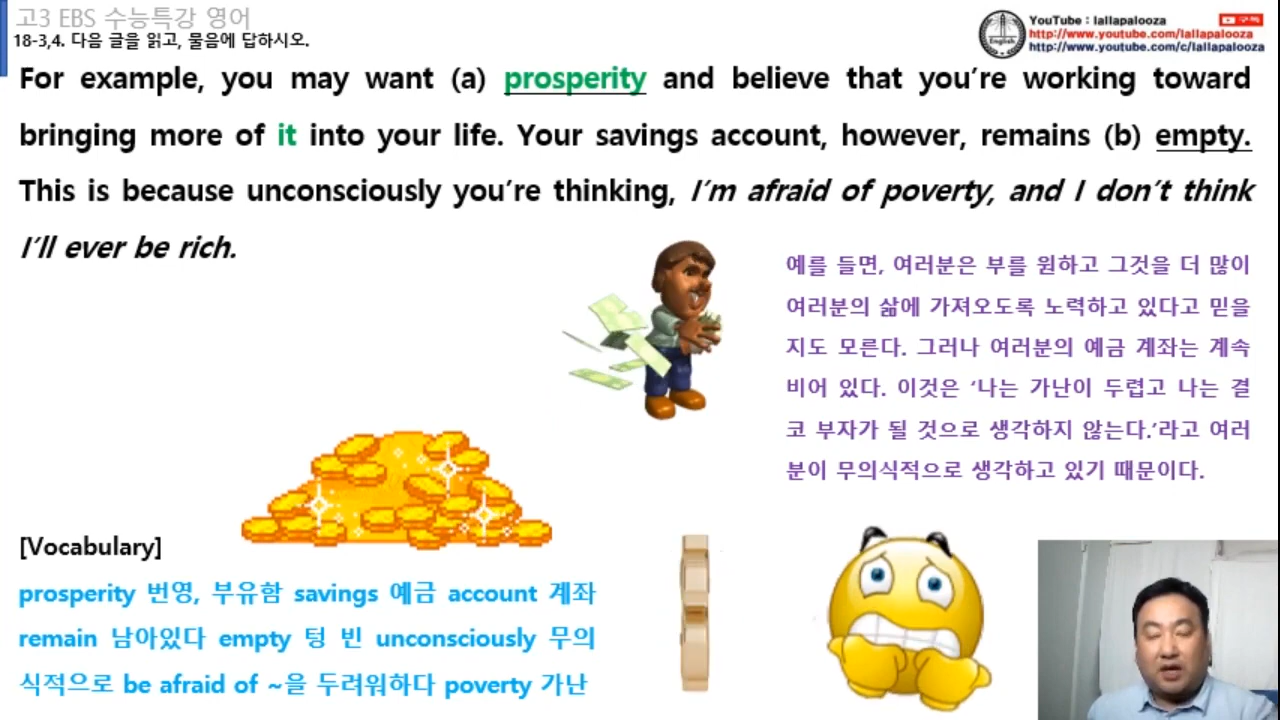 고3 EBS 수능특강 영어
18-3,4. 다음 글을 읽고, 물음에 답하시오.
YouTube : lallapalooza
구독
http://www.youtube.com/lallapalooza
http://www.youtube.com/c/lallapalooza
English
For example, you may want (a) prosperity and believe that you’re working toward
bringing more of it into your life. Your savings account, however, remains (b) empty.
This is because unconsciously you’re thinking, I’m afraid of poverty, and I don’t think
I’ll ever be rich.
예를 들면, 여러분은 부를 원하고 그것을 더 많이
여러분의 삶에 가져오도록 노력하고 있다고 믿을
지도 모른다. 그러나 여러분의 예금 계좌는 계속
비어 있다. 이것은 ‘나는 가난이 두렵고 나는 결
코 부자가 될 것으로 생각하지 않는다.’라고 여러
분이 무의식적으로 생각하고 있기 때문이다.
[Vocabulary]
prosperity 번영, 부유함 savings 예금 account 계좌
remain 남아있다 empty 텅 빈 unconsciously 무의
식적으로 be afraid of ~을 두려워하다 poverty 가난